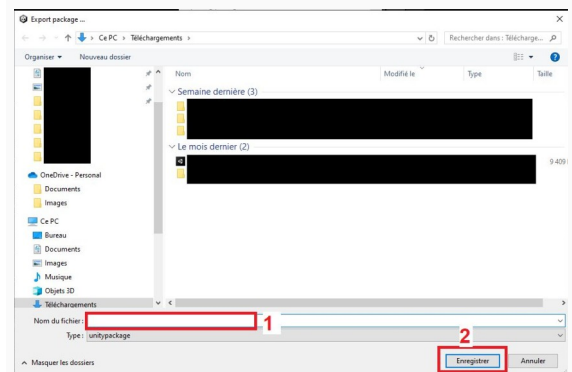 Export package ...
Ce PC > Téléchargements >
Rechercher dans : Télécharge...
Organiser
Nouveau dossier
Nom
Modifié le
Type
Taille
Semaine dernière (3)
Le mois dernier (2)
9 409
OneDrive - Personal
Documents
Images
Ce PC
Bureau
Documents
Images
Musique
Objets 3D
Téléchargements
Nom du fichier :
1
Type : unitypackage
2
Masquer les dossiers
Enregistrer
Annuler